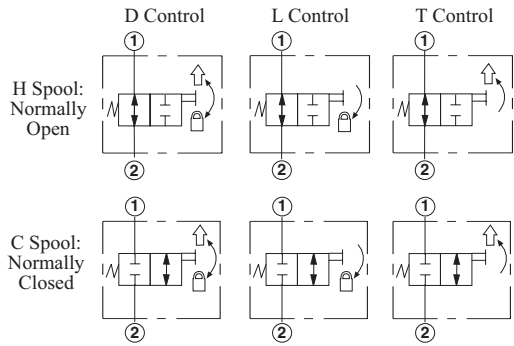 D Control L Control T Control
1 1 1
H Spool:
Normally
Open
2 2 2
1 1 1
C Spool:
Normally
Closed
2 2 2